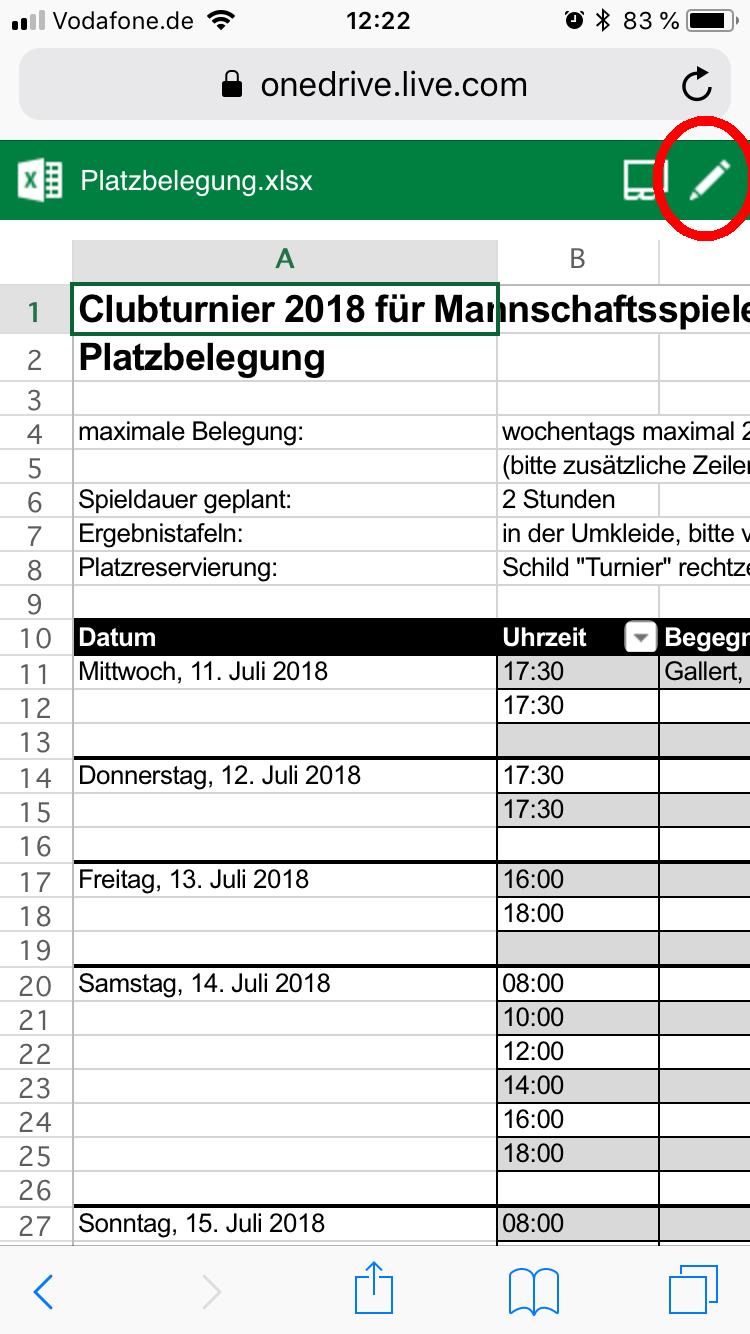 Vodafone.de 12:22 83 %
onedrive.live.com
X Platzbelegung.xlsx
A B
1 Clubturnier 2018 für Mannschaftsspiele
2 Platzbelegung
3
4 maximale Belegung: wochentags maximal 2
5 (bitte zusätzliche Zeilen
6 Spieldauer geplant: 2 Stunden
7 Ergebnistafeln: in der Umkleide, bitte v
8 Platzreservierung: Schild "Turnier" rechtze
9
10 Datum Uhrzeit Begegn
11 Mittwoch, 11. Juli 2018 17:30 Gallert,
12 17:30
13
14 Donnerstag, 12. Juli 2018 17:30
15 17:30
16
17 Freitag, 13. Juli 2018 16:00
18 18:00
19
20 Samstag, 14. Juli 2018 08:00
21 10:00
22 12:00
23 14:00
24 16:00
25 18:00
26
27 Sonntag, 15. Juli 2018 08:00